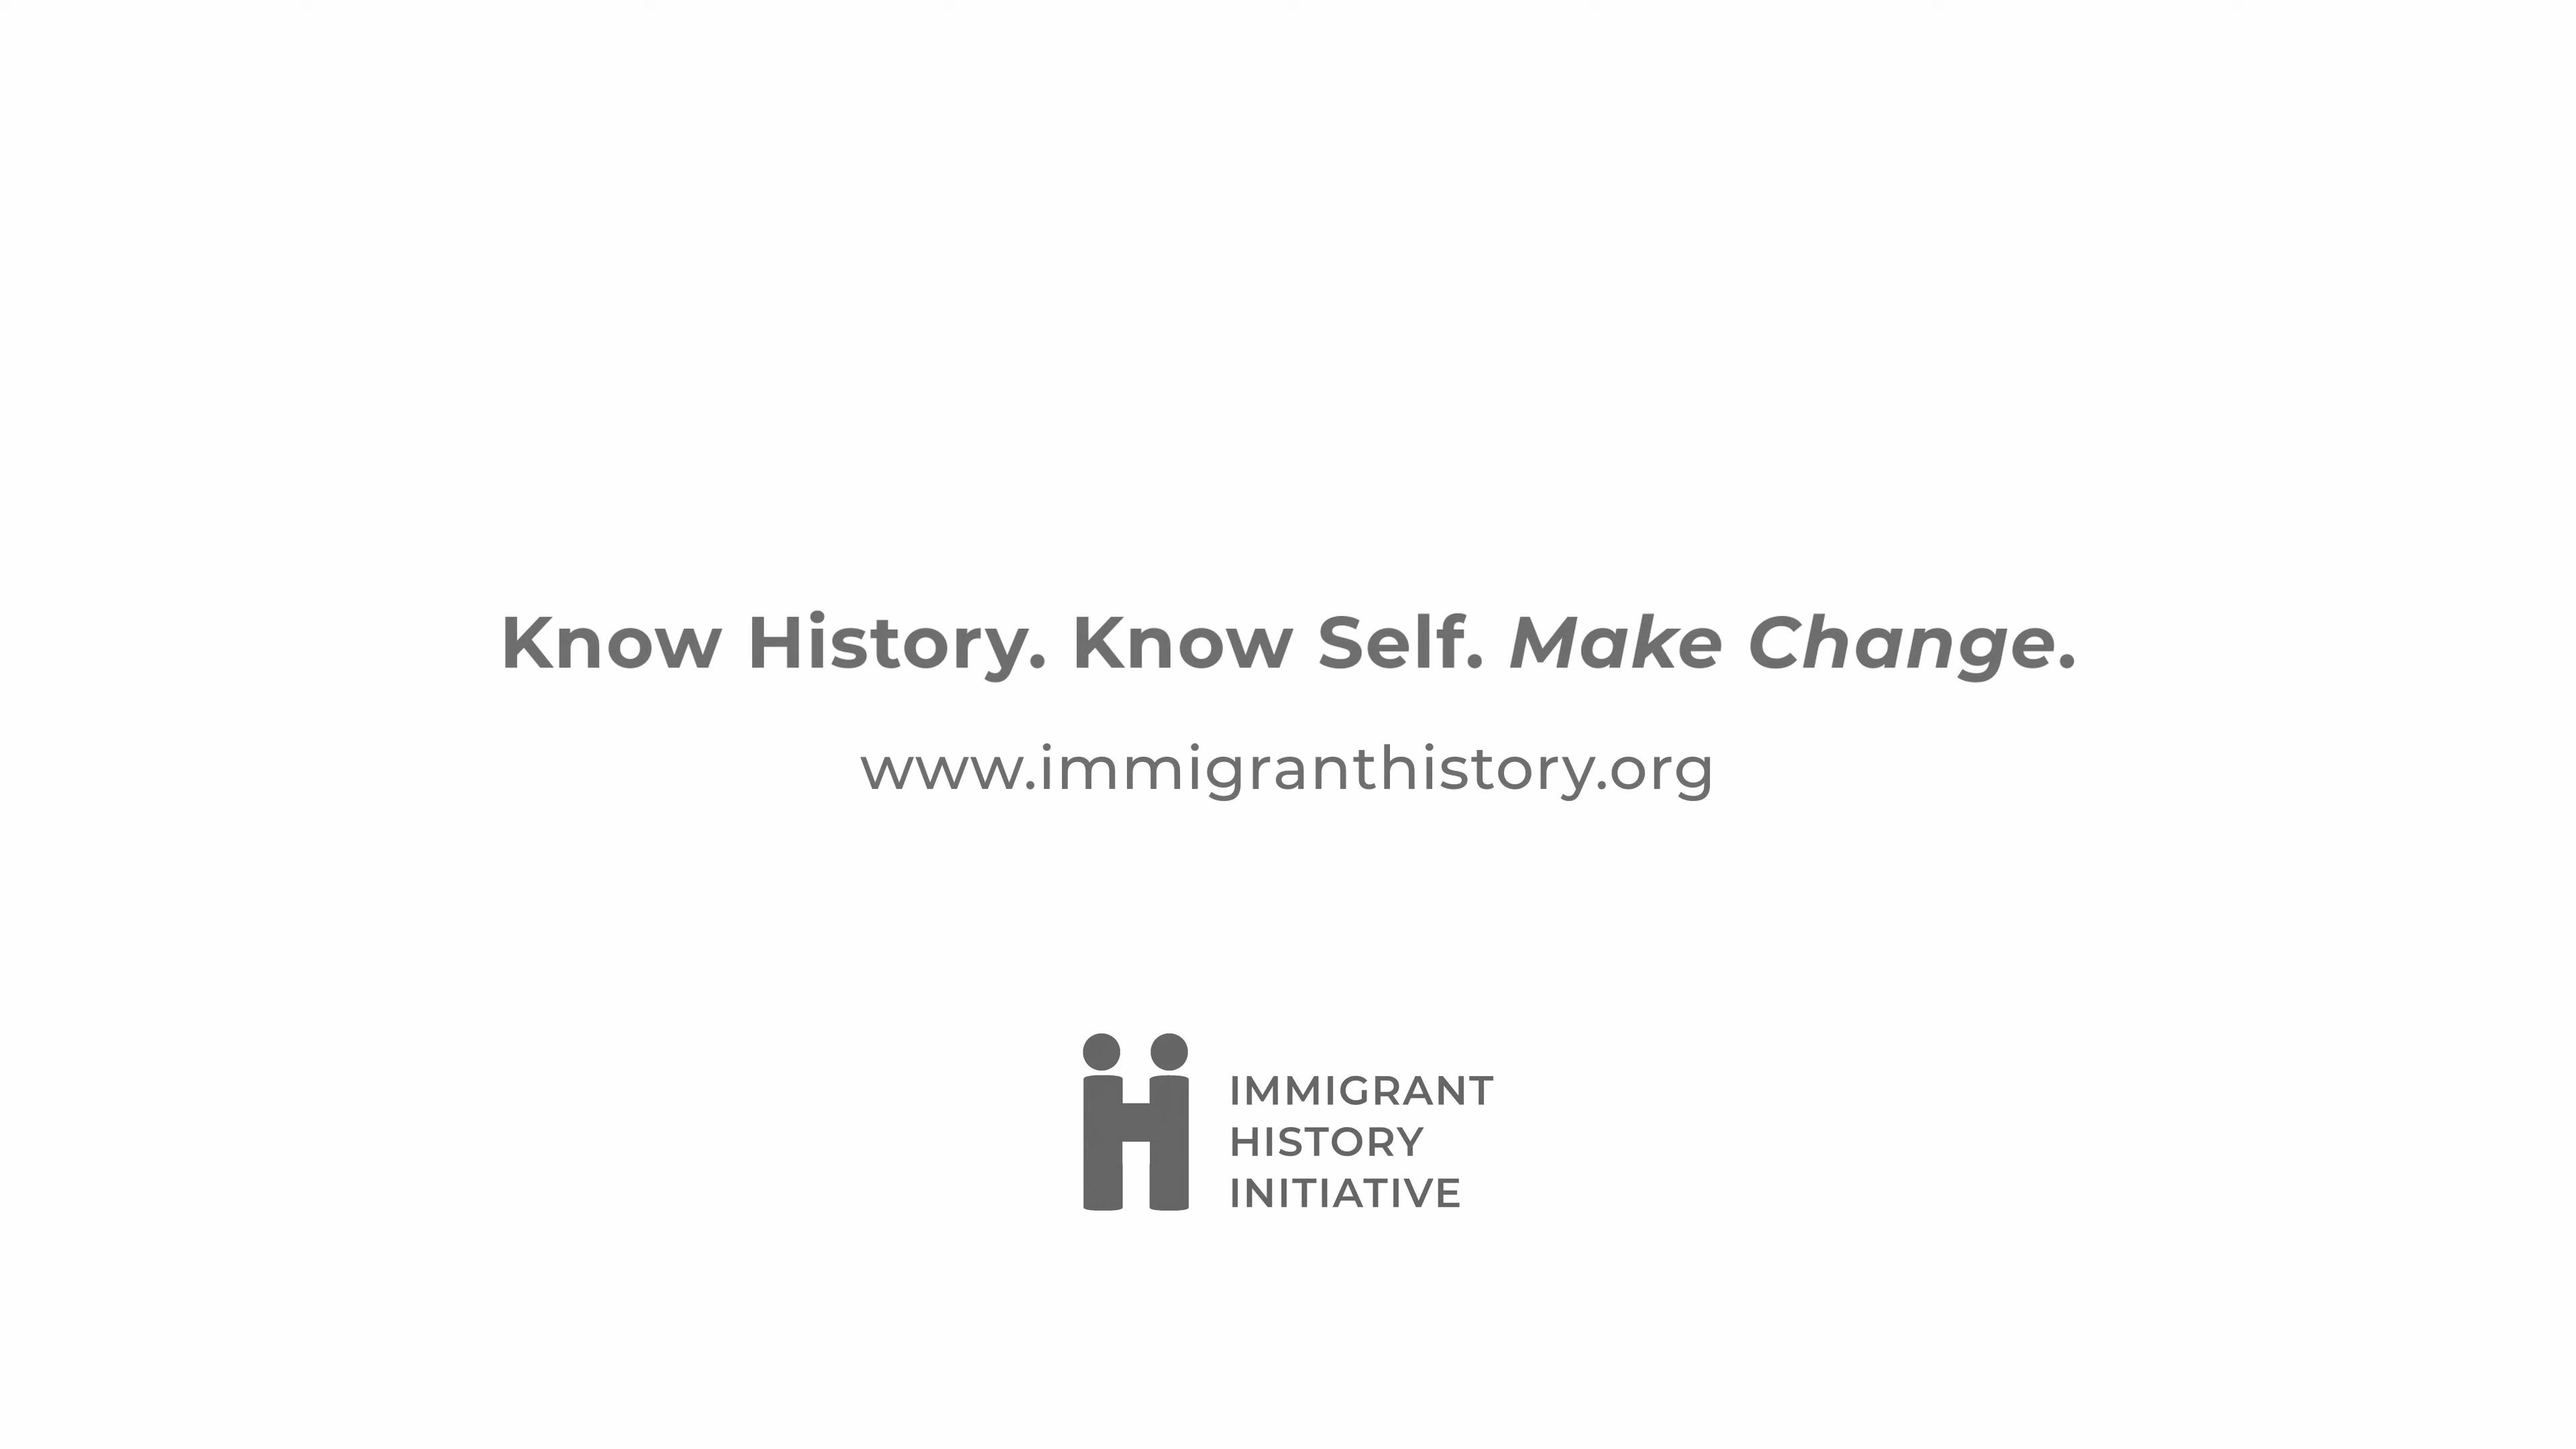 Know History. Know Self. Make Change.
www.immigranthistory.org
IMMIGRANT
HISTORY
INITIATIVE